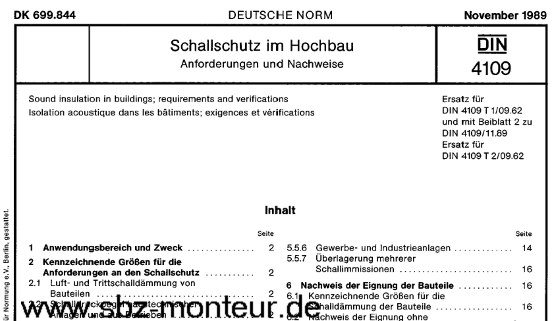 DK 699.844
DEUTSCHE NORM
November 1989
Schallschutz im Hochbau
Anforderungen und Nachweise
DIN
4109
Sound insulation in buildings; requirements and verifications
Isolation acoustique dans les bâtiments; exigences et vérifications
Ersatz für
DIN 4109 T 1/09.62
und mit Beiblatt 2 zu
DIN 4109/11.89
Ersatz für
DIN 4109 T 2/09.62
Inhalt
Seite
1 Anwendungsbereich und Zweck ................ 2
2 Kennzeichnende Größen für die
Anforderungen an den Schallschutz ............ 2
2.1 Luft- und Trittschalldämmung von
Bauteilen ................ 2
2.2 Schalldruckpegel haustechnischer
Anlagen und aus Betrieben ........ 2
Seite
5.5.6 Gewerbe- und Industrieanlagen ............ 14
5.5.7 Überlagerung mehrerer
Schallimmissionen ................ 16
6 Nachweis der Eignung der Bauteile ............ 16
6.1 Kennzeichnende Größen für die
Schalldämmung der Bauteile ............ 16
6.2 Nachweis der Eignung ohne
www.shz-monteur.de
ür Normung e.V., Berlin, gestattet.